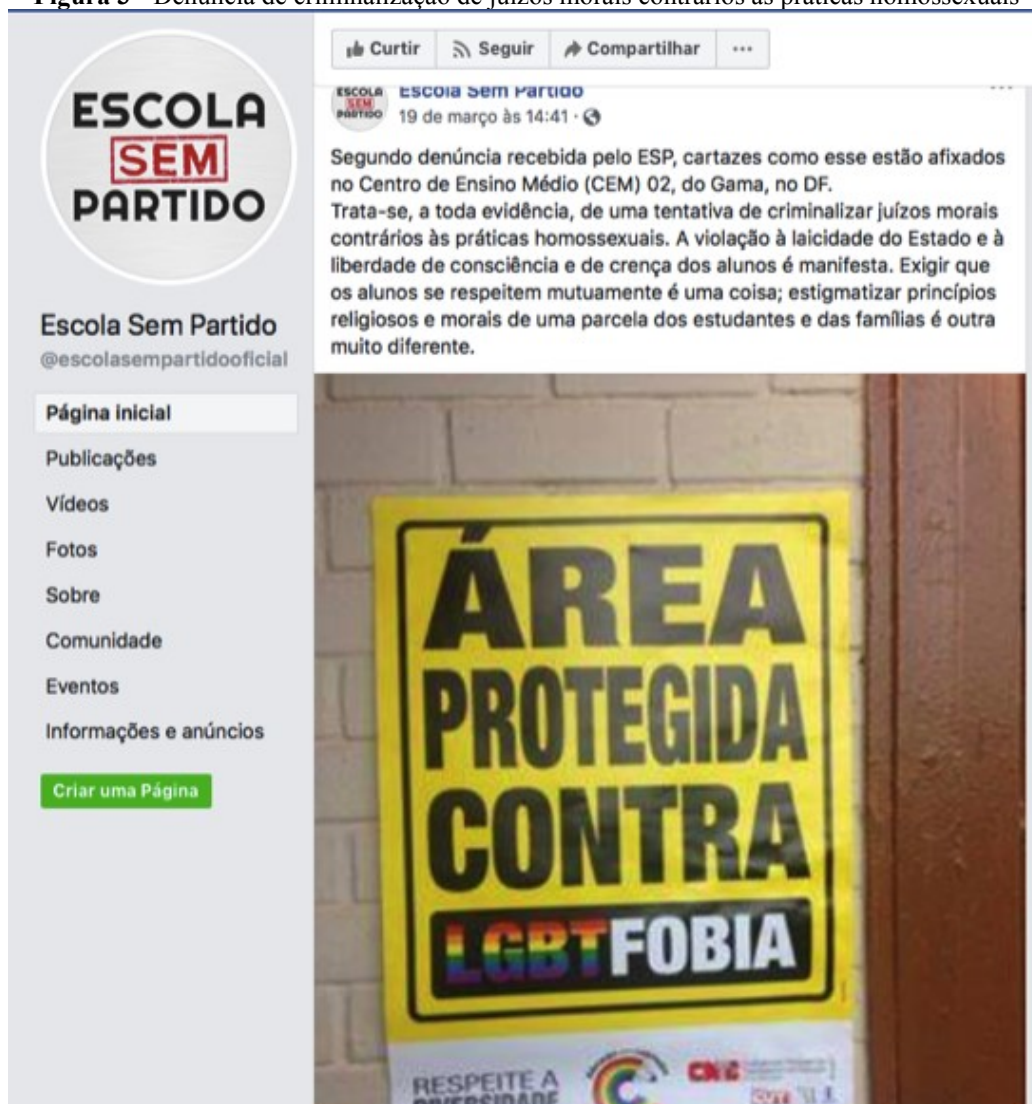 Figura 3 - Denúncia de criminalização de juízos morais contrários às práticas homossexuais
ESCOLA
SEM
PARTIDO
Escola Sem Partido
@escolasempartidooficial
Página inicial
Publicações
Vídeos
Fotos
Sobre
Comunidade
Eventos
Informações e anúncios
Criar uma Página
Curtir
Seguir
Compartilhar
ESCOLA
SEM
PARTIDO
Escola Sem Partido
19 de março às 14:41
Segundo denúncia recebida pelo ESP, cartazes como esse estão afixados
no Centro de Ensino Médio (CEM) 02, do Gama, no DF.
Trata-se, a toda evidência, de uma tentativa de criminalizar juízos morais
contrários às práticas homossexuais. A violação à laicidade do Estado e à
liberdade de consciência e de crença dos alunos é manifesta. Exigir que
os alunos se respeitem mutuamente é uma coisa; estigmatizar princípios
religiosos e morais de uma parcela dos estudantes e das famílias é outra
muito diferente.
ÁREA
PROTEGIDA
CONTRA
LGBTFOBIA
RESPEITE A
DIVERSIDADE